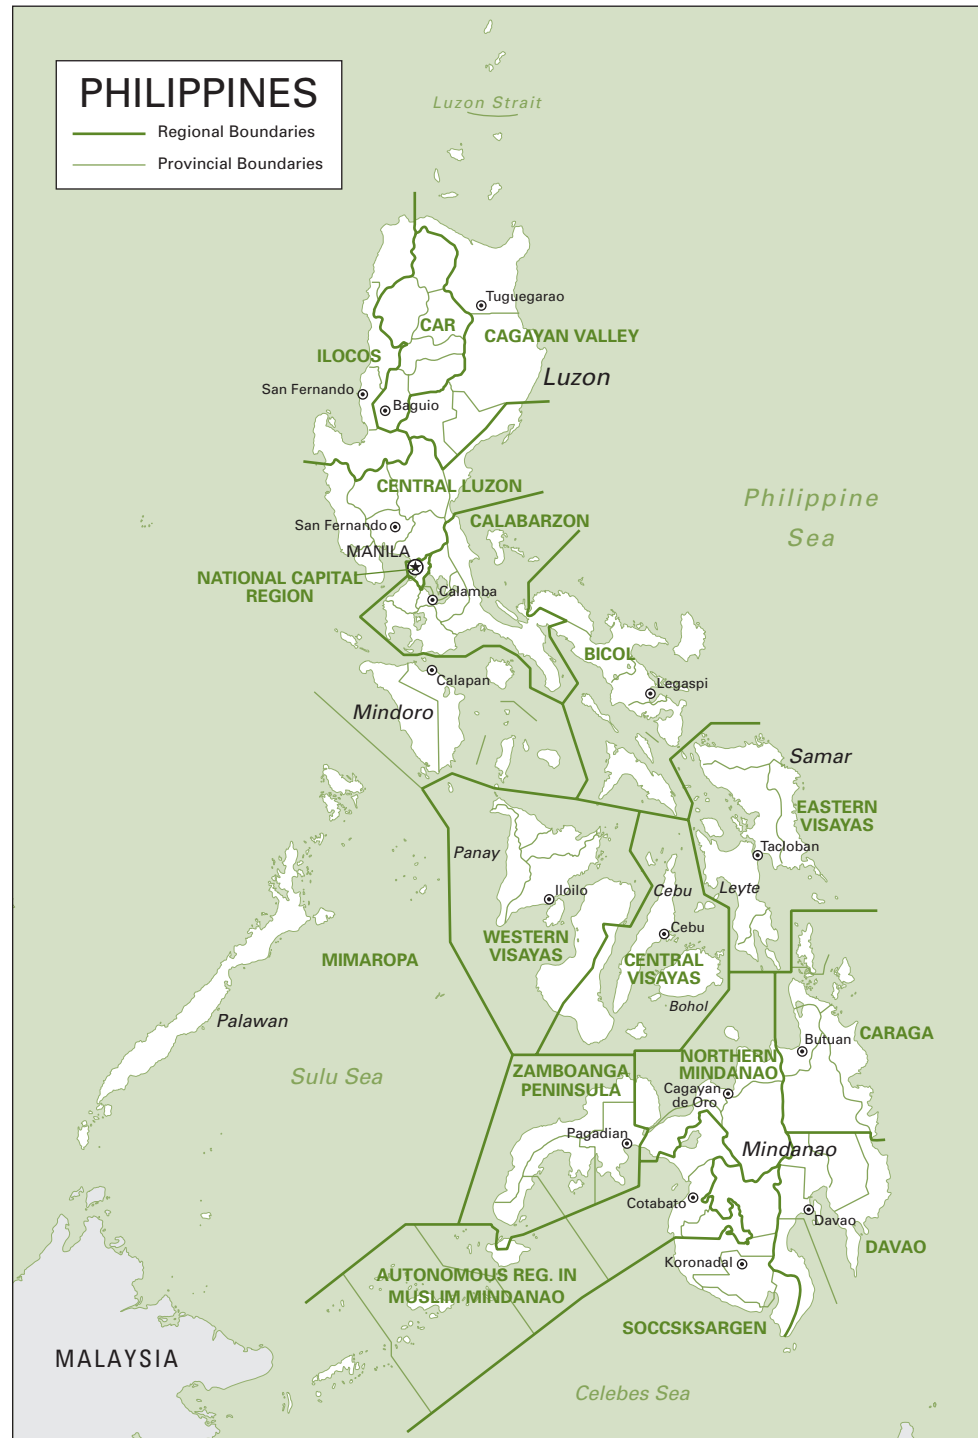 PHILIPPINES
Regional Boundaries
Provincial Boundaries
Luzon Strait
Tuguegarao
CAR
CAGAYAN VALLEY
ILOCOS
Luzon
San Fernando
Baguio
CENTRAL LUZON
Philippine
Sea
CALABARZON
San Fernando
MANILA
NATIONAL CAPITAL
REGION
Calamba
BICOL
Calapan
Legaspi
Mindoro
Samar
EASTERN
VISAYAS
Panay
Tacloban
Iloilo
Cebu
Leyte
Cebu
WESTERN
VISAYAS
CENTRAL
VISAYAS
MIMAROPA
Bohol
Palawan
CARAGA
Butuan
Sulu Sea
ZAMBOANGA
PENINSULA
NORTHERN
MINDANAO
Cagayan
de Oro
Pagadian
Mindanao
Cotabato
Davao
DAVAO
Koronadal
AUTONOMOUS REG. IN
MUSLIM MINDANAO
SOCCSKSARGEN
MALAYSIA
Celebes Sea